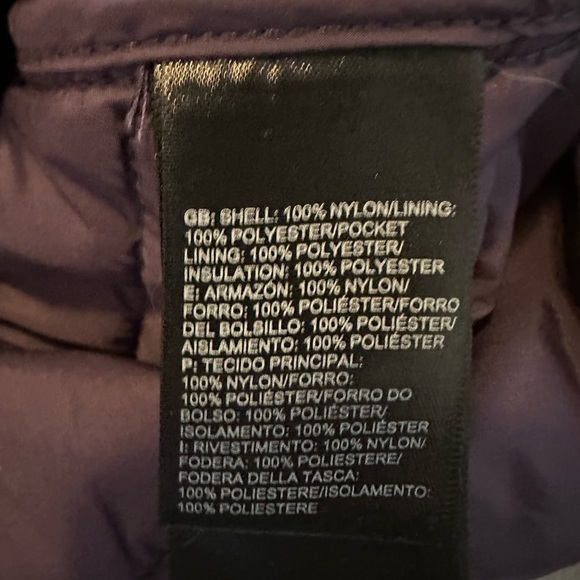 GB: SHELL: 100% NYLON/LINING:
100% POLYESTER/POCKET
LINING: 100% POLYESTER/
INSULATION: 100% POLYESTER
E: ARMAZÓN: 100% NYLON/
FORRO: 100% POLIÉSTER/FORRO
DEL BOLSILLO: 100% POLIÉSTER/
AISLAMIENTO: 100% POLIÉSTER
P: TECIDO PRINCIPAL:
100% NYLON/FORRO:
100% POLIÉSTER/FORRO DO
BOLSO: 100% POLIÉSTER/
ISOLAMENTO: 100% POLIÉSTER
I: RIVESTIMENTO: 100% NYLON/
FODERA: 100% POLIESTERE/
FODERA DELLA TASCA:
100% POLIESTERE/ISOLAMENTO:
100% POLIESTERE